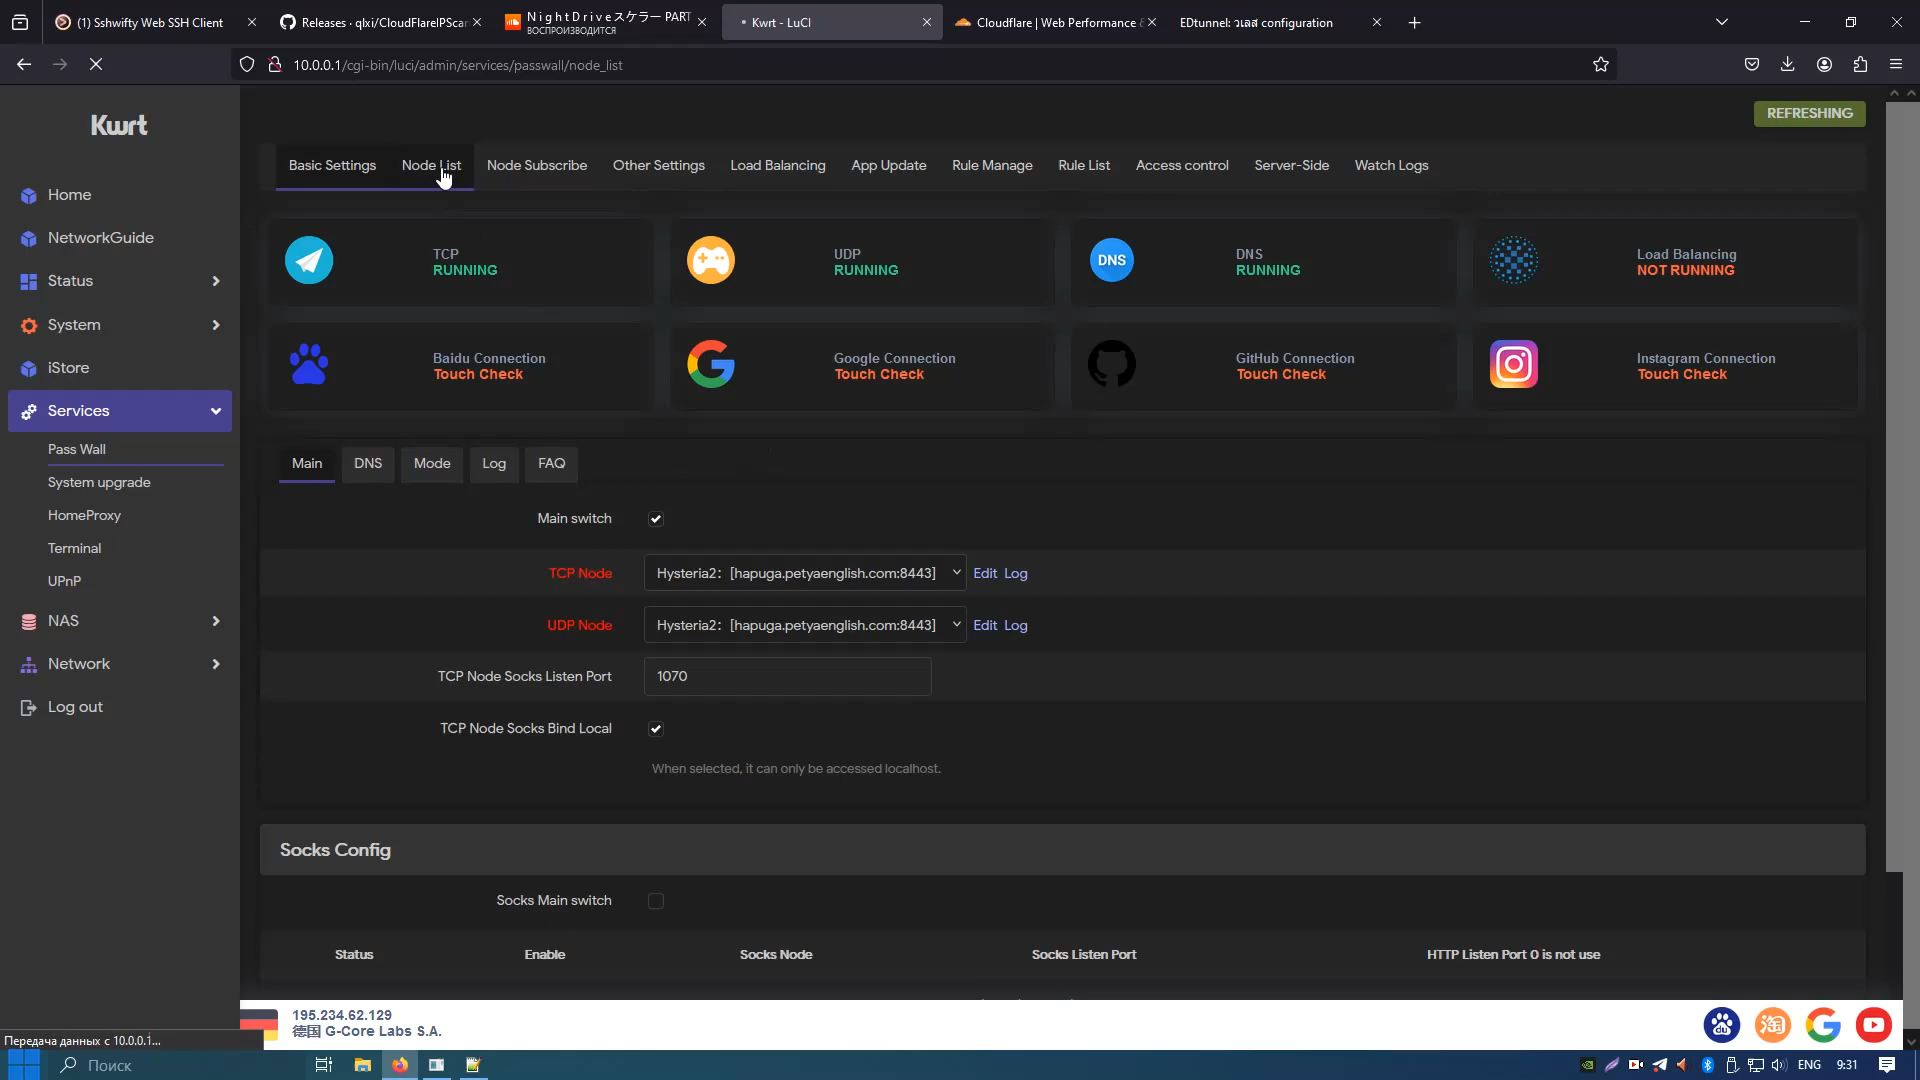 (1) Sshwifty Web SSH Client
Releases · qlxi/CloudFlareIPScan
NightDriveスケラー PART
ВОСПРОИЗВОДИТСЯ
Kwrt - LuCI
Cloudflare | Web Performance &
EDtunnel: วเลส configuration
10.0.0.1/cgi-bin/luci/admin/services/passwall/node_list
Kwrt
REFRESHING
Basic Settings
Node List
Node Subscribe
Other Settings
Load Balancing
App Update
Rule Manage
Rule List
Access control
Server-Side
Watch Logs
Home
NetworkGuide
Status
System
iStore
Services
Pass Wall
System upgrade
HomeProxy
Terminal
UPnP
NAS
Network
Log out
TCP
RUNNING
UDP
RUNNING
DNS
DNS
RUNNING
Load Balancing
NOT RUNNING
Baidu Connection
Touch Check
Google Connection
Touch Check
GitHub Connection
Touch Check
Instagram Connection
Touch Check
Main
DNS
Mode
Log
FAQ
Main switch
TCP Node
Hysteria2：[hapuga.petyaenglish.com:8443]
Edit Log
UDP Node
Hysteria2：[hapuga.petyaenglish.com:8443]
Edit Log
TCP Node Socks Listen Port
1070
TCP Node Socks Bind Local
When selected, it can only be accessed localhost.
Socks Config
Socks Main switch
Status
Enable
Socks Node
Socks Listen Port
HTTP Listen Port 0 is not use
195.234.62.129
德国 G-Core Labs S.A.
du
淘
Передача данных с 10.0.0.1...
Поиск
ENG
9:31